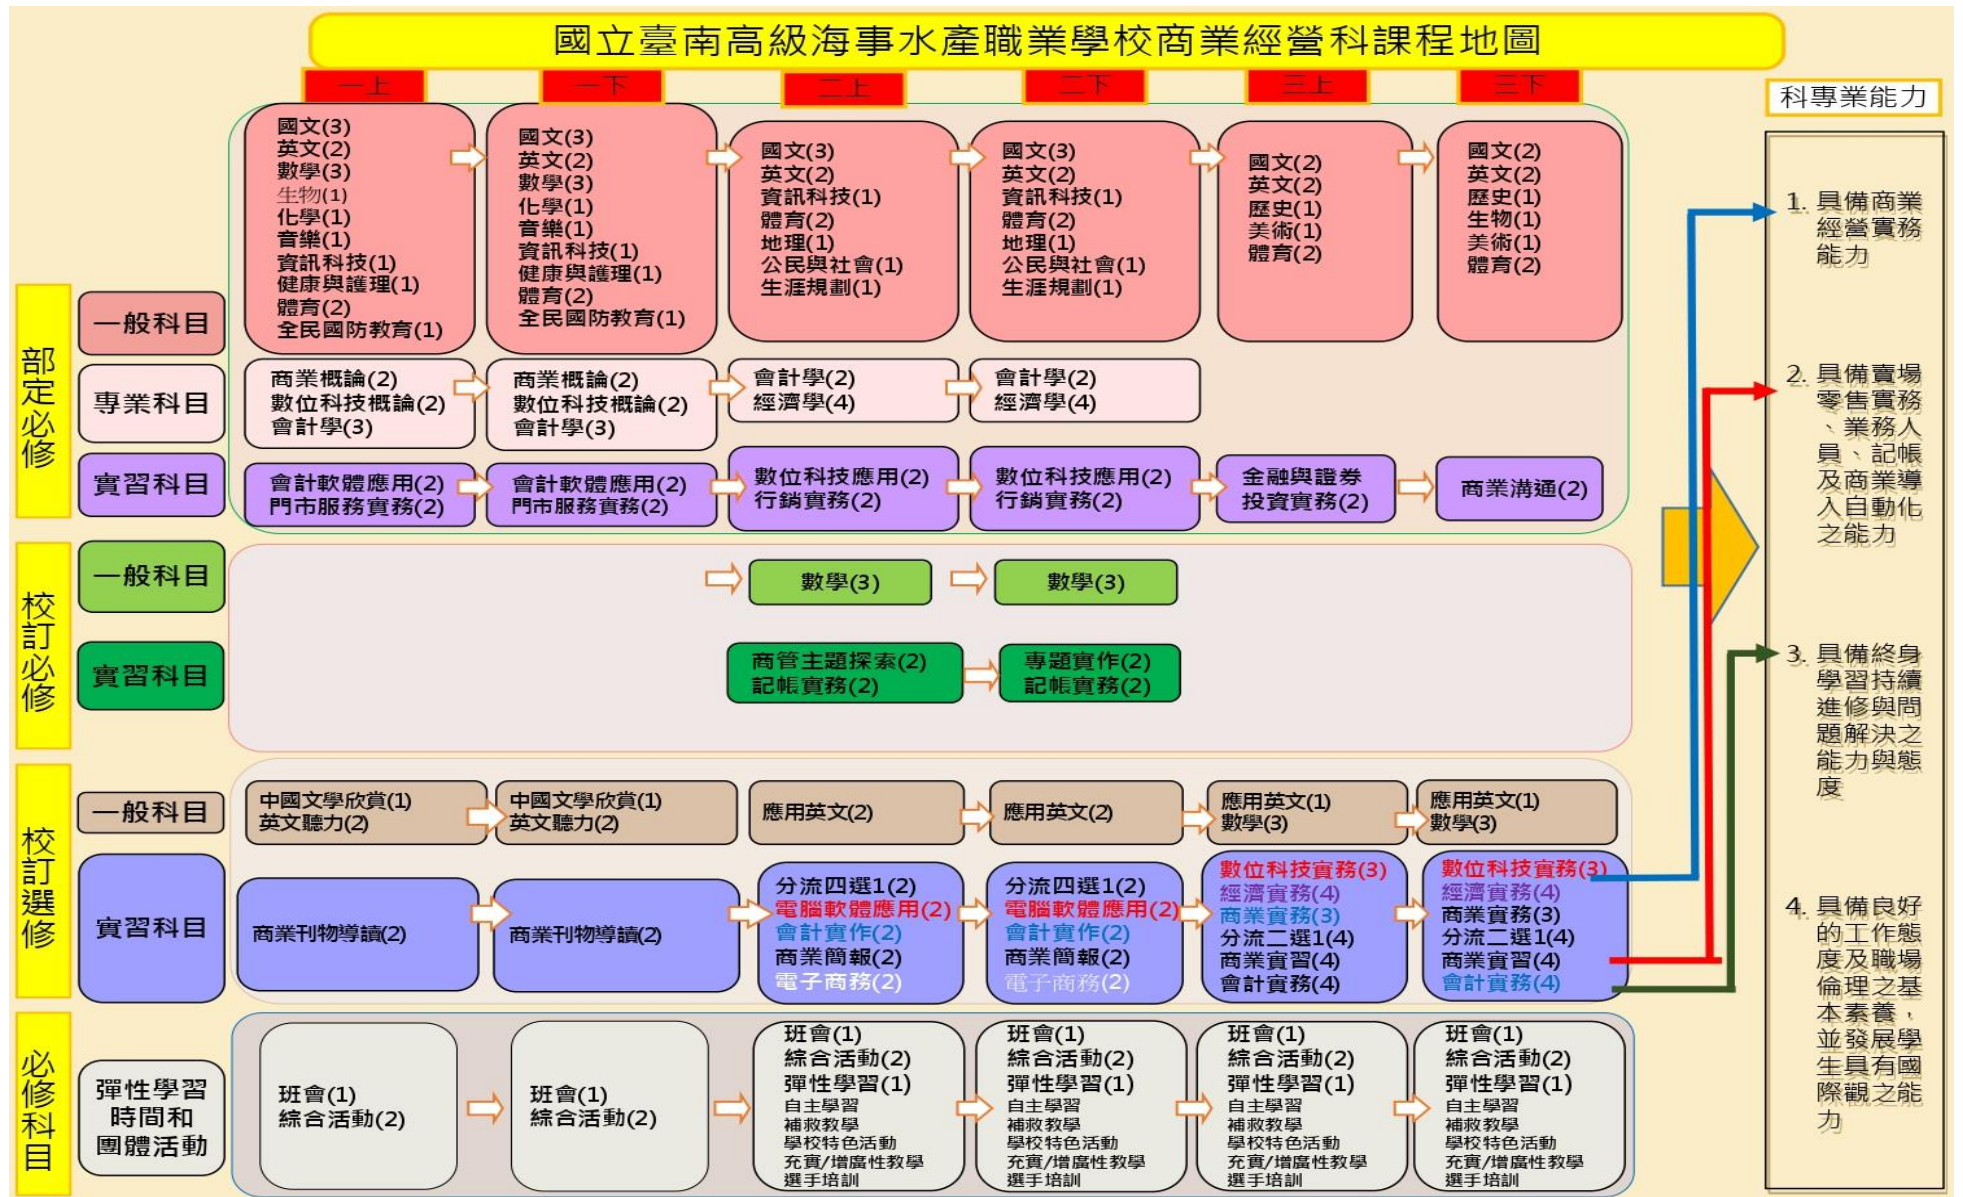 國立臺南高級海事水產職業學校商業經營科課程地圖
一上
一下
二上
二下
三上
三下
科專業能力
部定必修
一般科目
國文(3)
英文(2)
數學(3)
生物(1)
化學(1)
音樂(1)
資訊科技(1)
健康與護理(1)
體育(2)
全民國防教育(1)
國文(3)
英文(2)
數學(3)
化學(1)
音樂(1)
資訊科技(1)
健康與護理(1)
體育(2)
全民國防教育(1)
國文(3)
英文(2)
資訊科技(1)
體育(2)
地理(1)
公民與社會(1)
生涯規劃(1)
國文(3)
英文(2)
資訊科技(1)
體育(2)
地理(1)
公民與社會(1)
生涯規劃(1)
國文(2)
英文(2)
歷史(1)
美術(1)
體育(2)
國文(2)
英文(2)
歷史(1)
生物(1)
美術(1)
體育(2)
專業科目
商業概論(2)
數位科技概論(2)
會計學(3)
商業概論(2)
數位科技概論(2)
會計學(3)
會計學(2)
經濟學(4)
會計學(2)
經濟學(4)
實習科目
會計軟體應用(2)
門市服務實務(2)
會計軟體應用(2)
門市服務實務(2)
數位科技應用(2)
行銷實務(2)
數位科技應用(2)
行銷實務(2)
金融與證券
投資實務(2)
商業溝通(2)
校訂必修
一般科目
數學(3)
數學(3)
實習科目
商管主題探索(2)
記帳實務(2)
專題實作(2)
記帳實務(2)
校訂選修
一般科目
中國文學欣賞(1)
英文聽力(2)
中國文學欣賞(1)
英文聽力(2)
應用英文(2)
應用英文(2)
應用英文(1)
數學(3)
應用英文(1)
數學(3)
實習科目
商業刊物導讀(2)
商業刊物導讀(2)
分流四選1(2)
電腦軟體應用(2)
會計實作(2)
商業簡報(2)
電子商務(2)
分流四選1(2)
電腦軟體應用(2)
會計實作(2)
商業簡報(2)
電子商務(2)
數位科技實務(3)
經濟實務(4)
商業實務(3)
分流二選1(4)
商業實習(4)
會計實務(4)
數位科技實務(3)
經濟實務(4)
商業實務(3)
分流二選1(4)
商業實習(4)
會計實務(4)
必修科目
彈性學習
時間和
團體活動
班會(1)
綜合活動(2)
班會(1)
綜合活動(2)
班會(1)
綜合活動(2)
彈性學習(1)
自主學習
補救教學
學校特色活動
充實/增廣性教學
選手培訓
班會(1)
綜合活動(2)
彈性學習(1)
自主學習
補救教學
學校特色活動
充實/增廣性教學
選手培訓
班會(1)
綜合活動(2)
彈性學習(1)
自主學習
補救教學
學校特色活動
充實/增廣性教學
選手培訓
班會(1)
綜合活動(2)
彈性學習(1)
自主學習
補救教學
學校特色活動
充實/增廣性教學
選手培訓
1. 具備商業
經營實務
能力
2. 具備賣場
零售實務
、業務人
員、記帳
及商業導
入自動化
之能力
3. 具備終身
學習持續
進修與問
題解決之
能力與態
度
4. 具備良好
的工作態
度及職場
倫理之基
本素養，
並發展學
生具有國
際觀之能
力